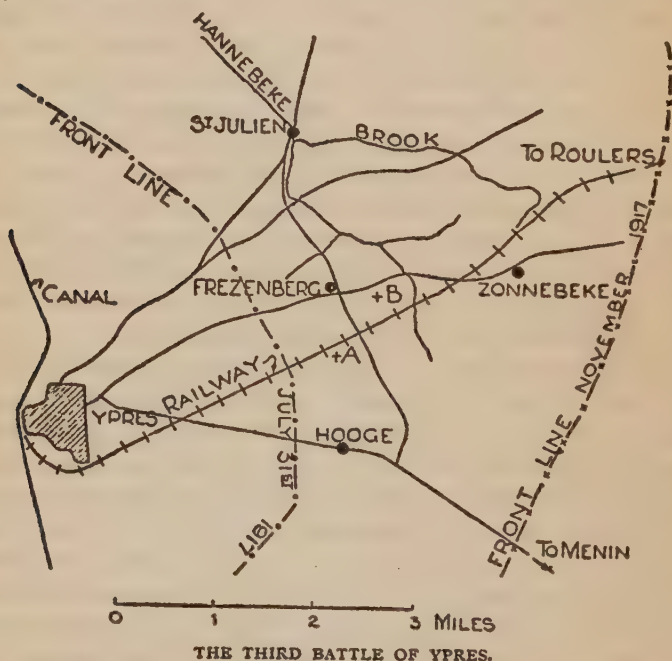 HANNEBEKE
ST JULIEN
BROOK
TO ROULERS
FRONT LINE
CANAL
FREZENBERG
+B
ZONNEBEKE
+A
RAILWAY
YPRES
JULY 31ST
1917
HOOGE
FRONT LINE NOVEMBER 1917
TO MENIN
0 1 2 3 MILES
THE THIRD BATTLE OF YPRES.